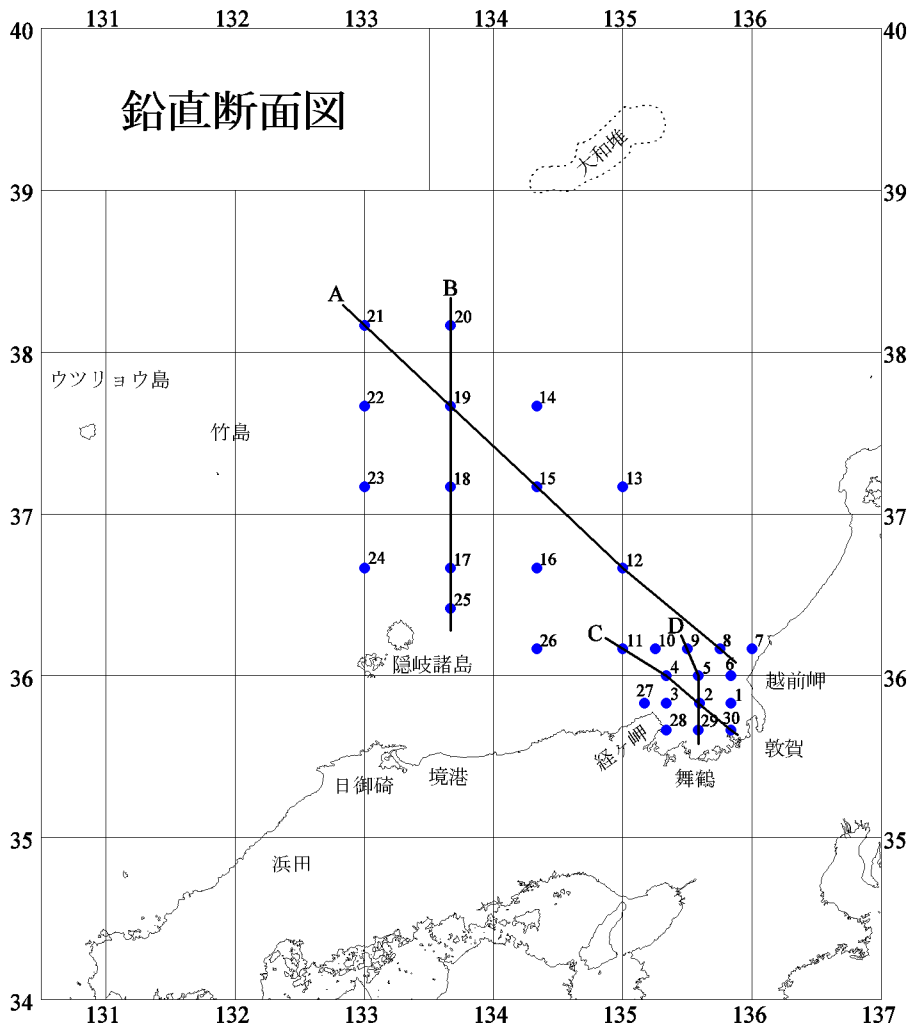 131 132 133 134 135 136
40 40
鉛直断面図
大和堆
39 39
A B
21 20
38 38
ウツリョウ島
22 19 14
竹島
23 18 15 13
37 37
24 17 16 12
25
C D
26 11 10 9 8 7
隠岐諸島
36 4 5 6 36
越前岬
27 3 2 1
28 29 30
経ヶ岬
敦賀
日御碕 境港 舞鶴
35 35
浜田
34
131 132 133 134 135 136 137